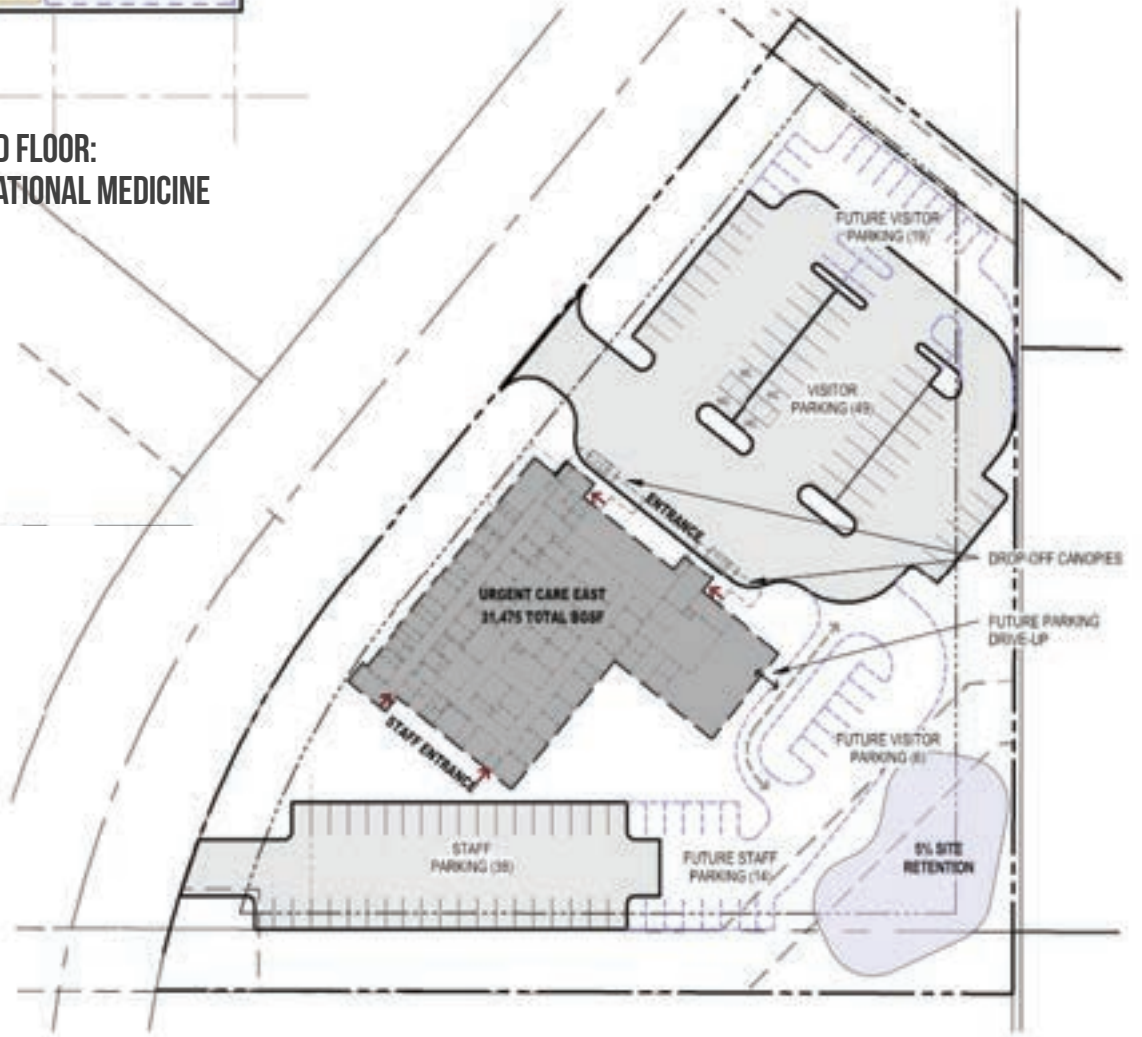 D FLOOR:
ATIONAL MEDICINE
FUTURE VISITOR
PARKING (19)
VISITOR
PARKING (49)
ENTRANCE
DROP-OFF CANOPIES
URGENT CARE EAST
31,475 TOTAL BGSF
FUTURE PARKING
DRIVE-UP
STAFF ENTRANCE
FUTURE VISITOR
PARKING (6)
STAFF
PARKING (38)
FUTURE STAFF
PARKING (14)
5% SITE
RETENTION